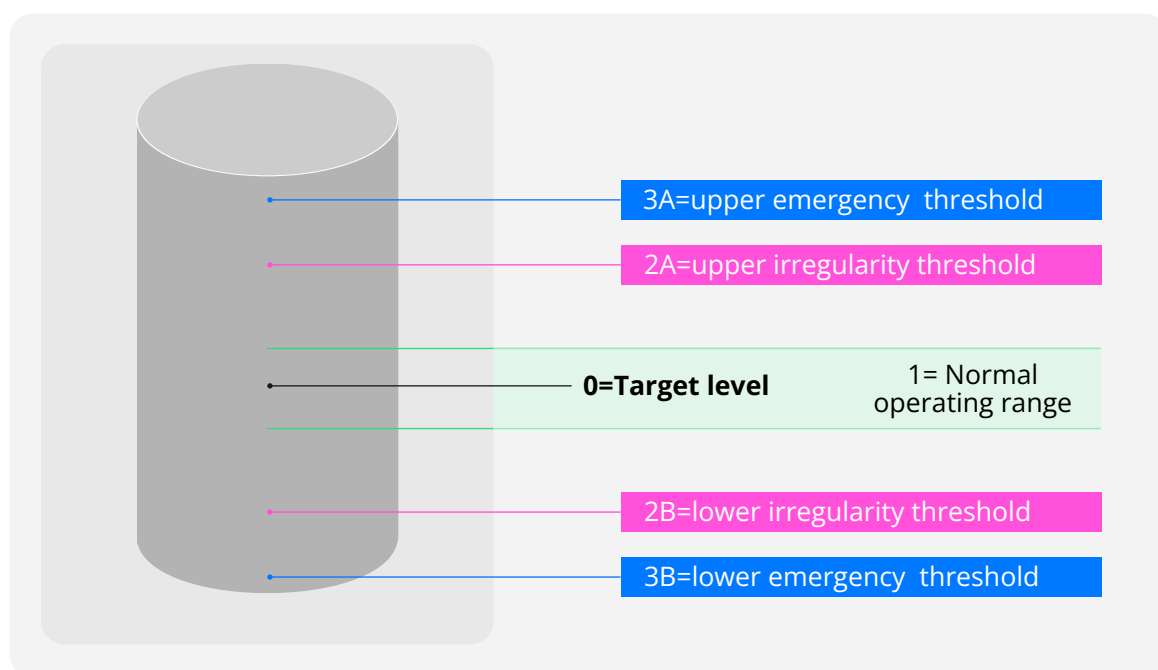 3A=upper emergency  threshold
2A=upper irregularity threshold
0=Target level
1= Normal
operating range
2B=lower irregularity threshold
3B=lower emergency  threshold